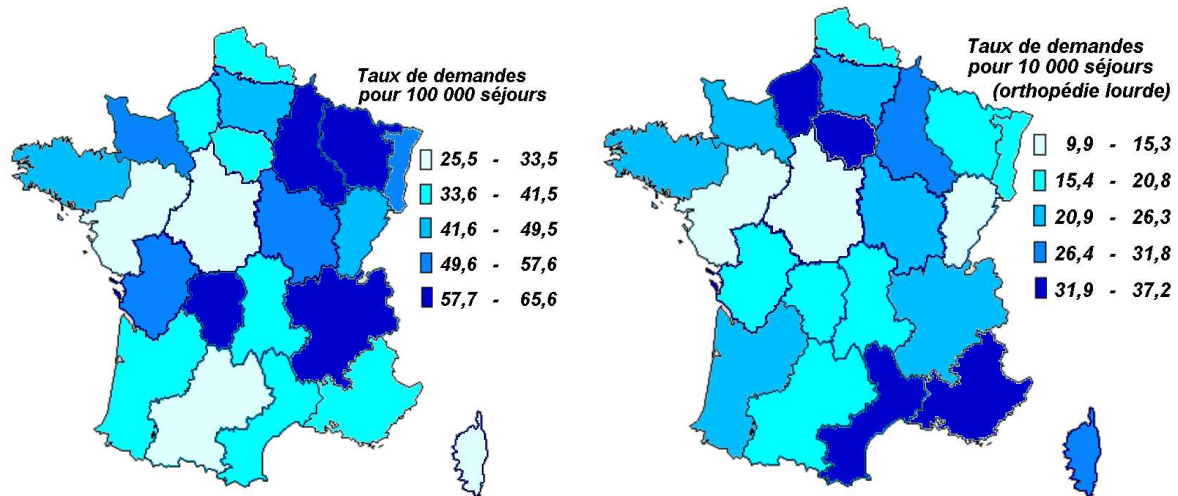 Taux de demandes
pour 100 000 séjours
25,5 - 33,5
33,6 - 41,5
41,6 - 49,5
49,6 - 57,6
57,7 - 65,6
Taux de demandes
pour 10 000 séjours
(orthopédie lourde)
9,9 - 15,3
15,4 - 20,8
20,9 - 26,3
26,4 - 31,8
31,9 - 37,2